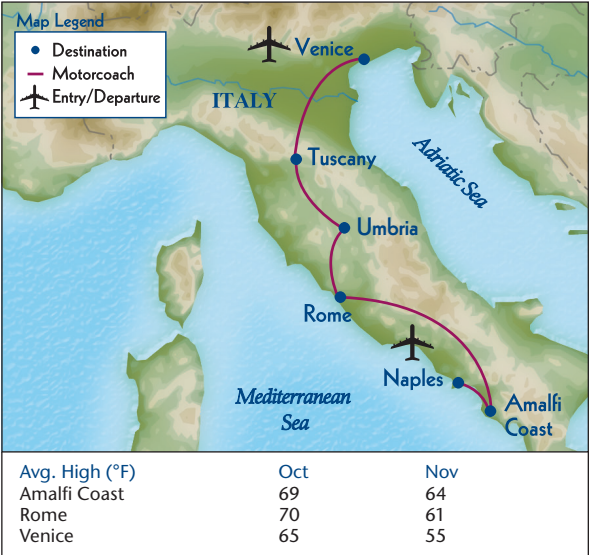 Map Legend
Destination
Motorcoach
Entry/Departure
Venice
ITALY
Tuscany
Adriatic Sea
Umbria
Rome
Naples
Mediterranean
Sea
Amalfi
Coast
Avg. High (°F) Oct Nov
Amalfi Coast 69 64
Rome 70 61
Venice 65 55